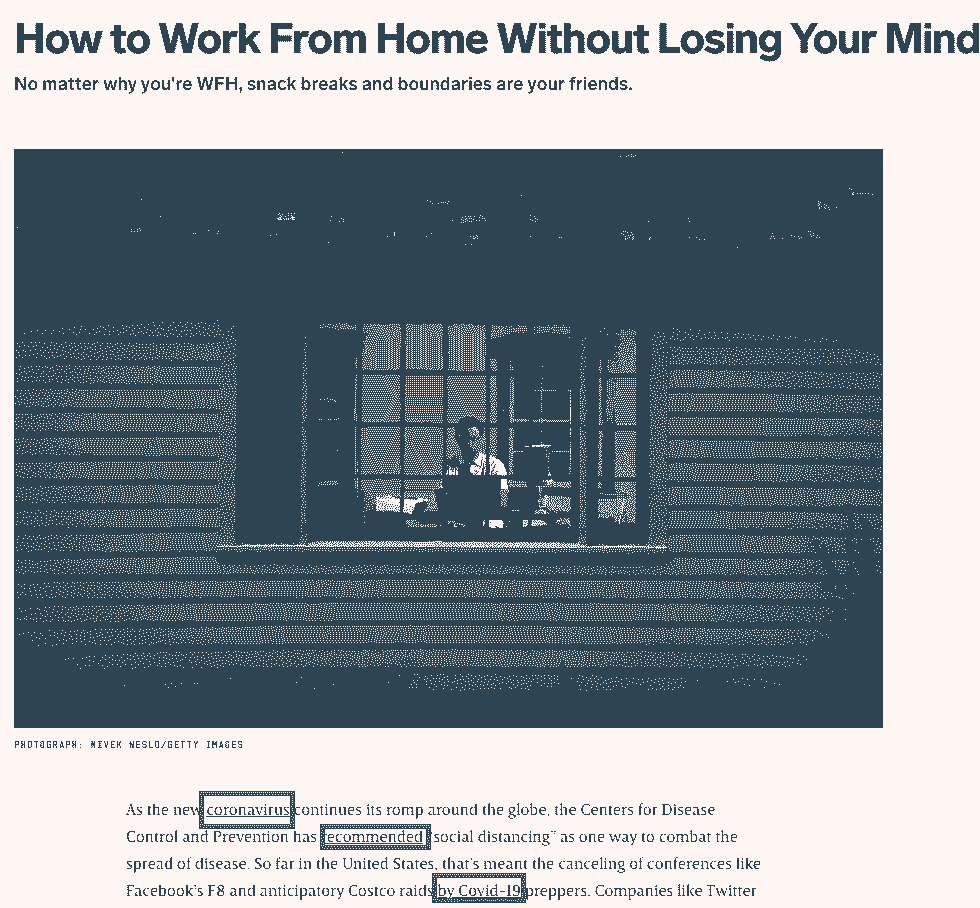 How to Work From Home Without Losing Your Mind
No matter why you're WFH, snack breaks and boundaries are your friends.
PHOTOGRAPH: NIVEK NESLO/GETTY IMAGES
As the new coronavirus continues its romp around the globe, the Centers for Disease
Control and Prevention has recommended "social distancing" as one way to combat the
spread of disease. So far in the United States, that's meant the canceling of conferences like
Facebook's F8 and anticipatory Costco raids by Covid-19 preppers. Companies like Twitter